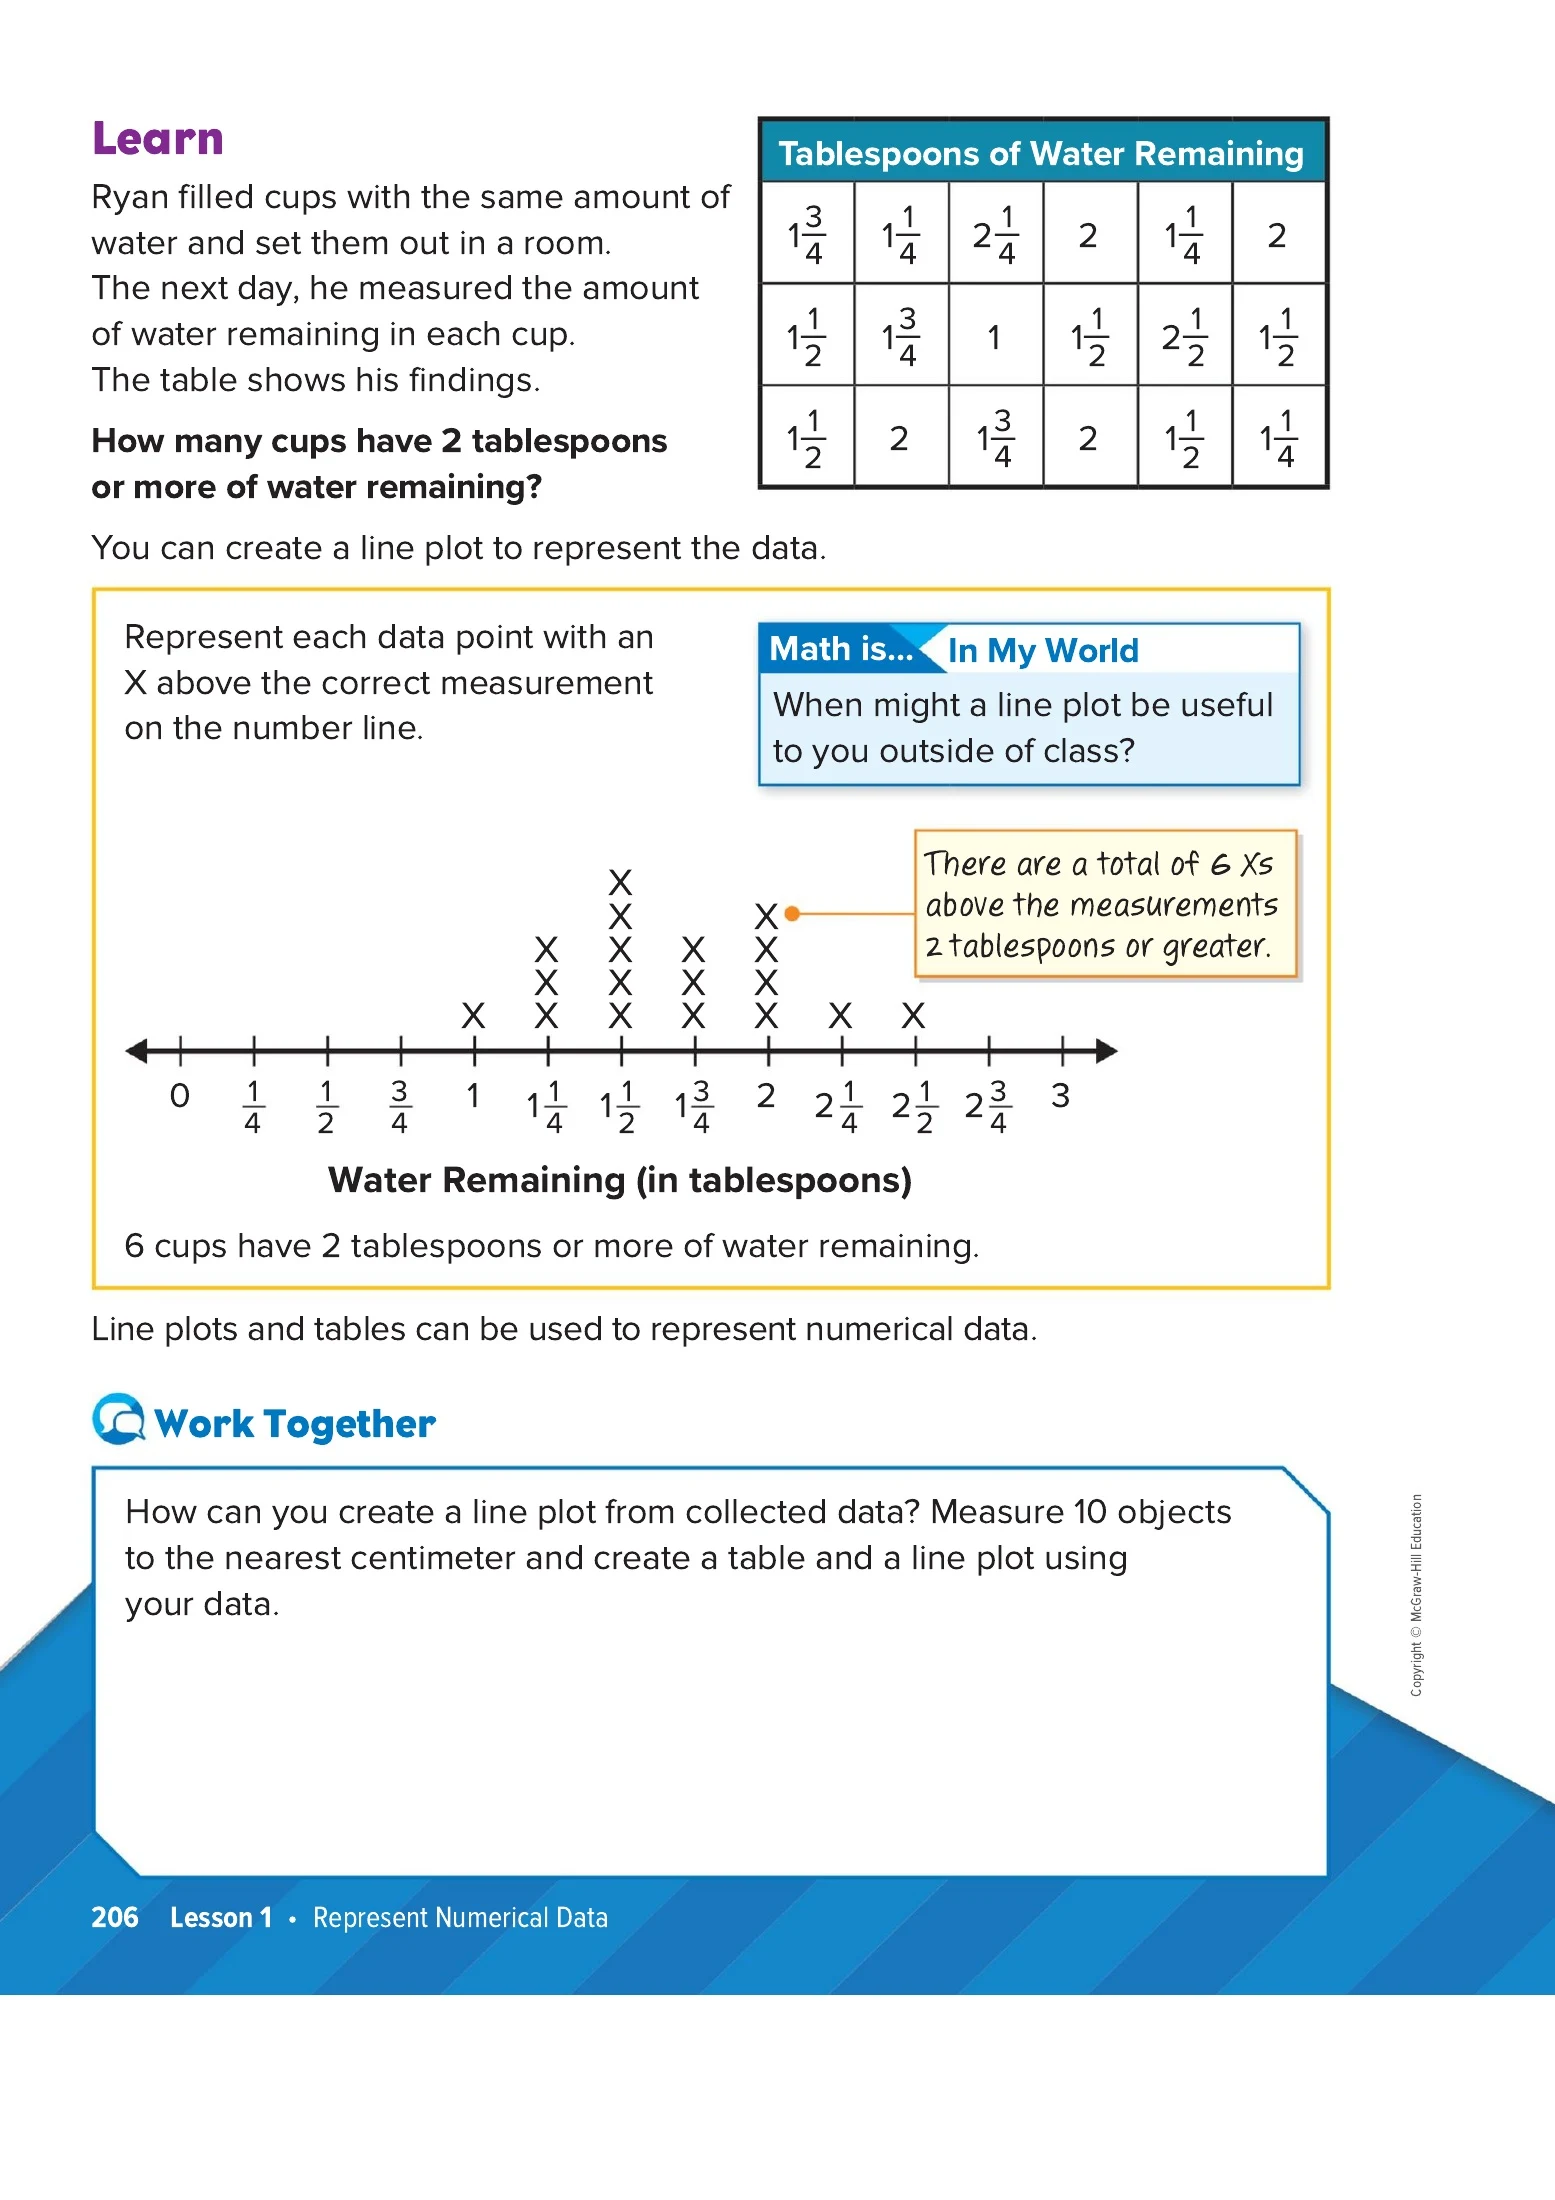 Learn
Ryan filled cups with the same amount of
water and set them out in a room.
The next day, he measured the amount
of water remaining in each cup.
The table shows his findings.
How many cups have 2 tablespoons
or more of water remaining?
Tablespoons of Water Remaining
1 3/4 1 1/4 2 1/4 2 1 1/4 2
1 1/2 1 3/4 1 1 1/2 2 1/2 1 1/2
1 1/2 2 1 3/4 2 1 1/2 1 1/4
You can create a line plot to represent the data.
Represent each data point with an
X above the correct measurement
on the number line.
Math is... In My World
When might a line plot be useful
to you outside of class?
There are a total of 6 Xs
above the measurements
2 tablespoons or greater.
X
X X
X X X X
X X X X
X X X X X X X
0 1/4 1/2 3/4 1 1 1/4 1 1/2 1 3/4 2 2 1/4 2 1/2 2 3/4 3
Water Remaining (in tablespoons)
6 cups have 2 tablespoons or more of water remaining.
Line plots and tables can be used to represent numerical data.
Work Together
How can you create a line plot from collected data? Measure 10 objects
to the nearest centimeter and create a table and a line plot using
your data.
Copyright © McGraw-Hill Education
206 Lesson 1 • Represent Numerical Data